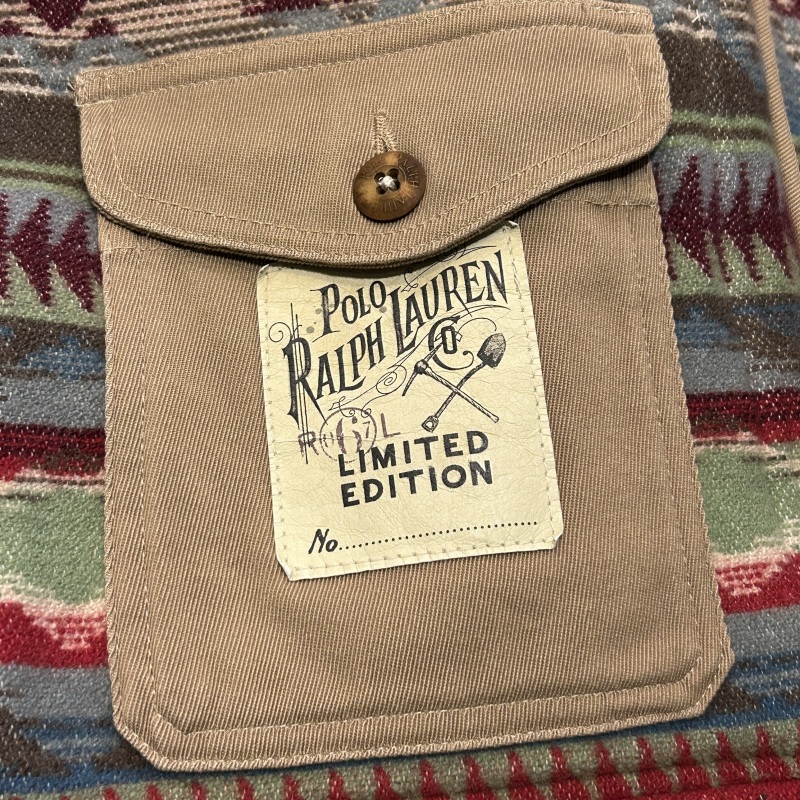 POLO
RALPH LAUREN
Co.
LIMITED
EDITION
No..............................